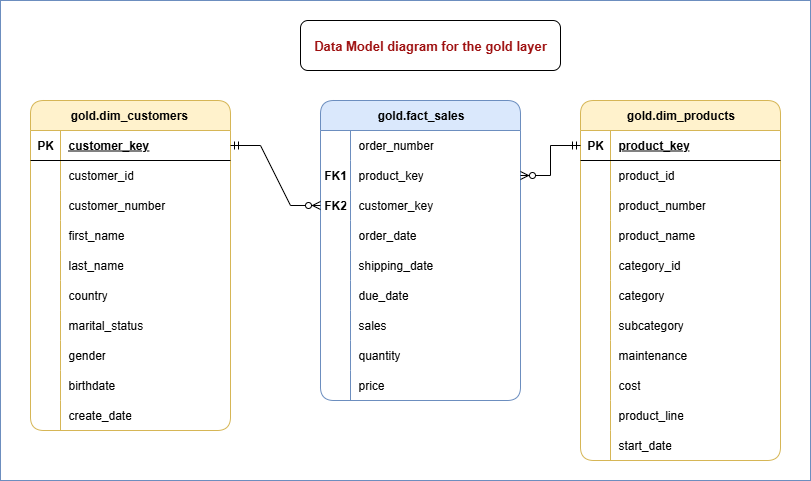 Data Model diagram for the gold layer
gold.dim_customers
PK customer_key
customer_id
customer_number
first_name
last_name
country
marital_status
gender
birthdate
create_date
gold.fact_sales
order_number
FK1 product_key
FK2 customer_key
order_date
shipping_date
due_date
sales
quantity
price
gold.dim_products
PK product_key
product_id
product_number
product_name
category_id
category
subcategory
maintenance
cost
product_line
start_date